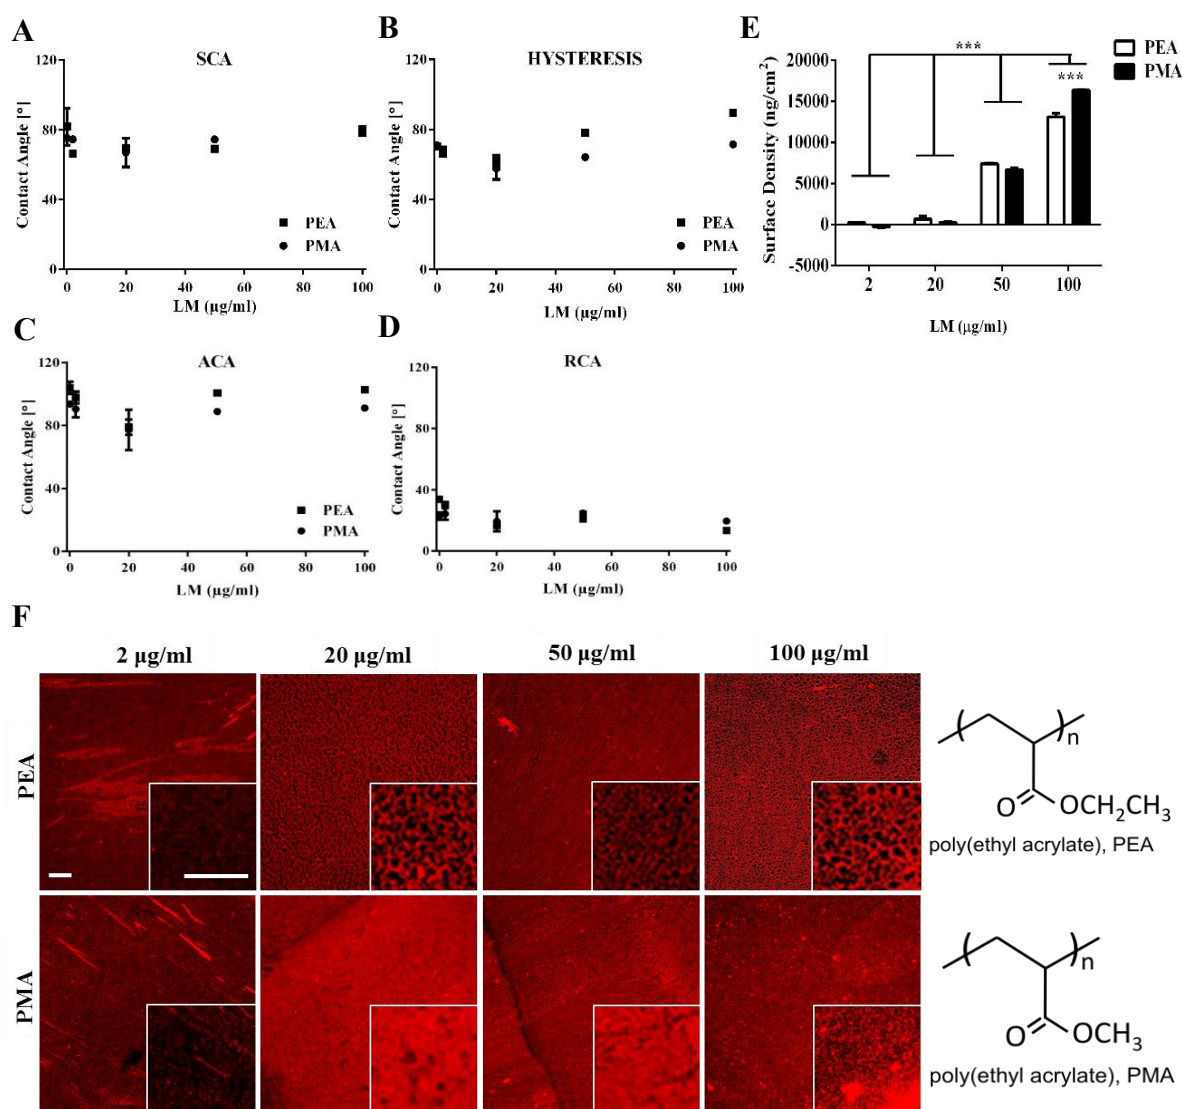 A
SCA
120
80
40
0
Contact Angle [°]
PEA
PMA
0 20 40 60 80 100
LM (µg/ml)
B
HYSTERESIS
120
80
40
0
Contact Angle [°]
PEA
PMA
0 20 40 60 80 100
LM (µg/ml)
E
PEA
PMA
***
***
20000
15000
10000
5000
0
-5000
Surface Density (ng/cm²)
2 20 50 100
LM (µg/ml)
C
ACA
120
80
40
0
Contact Angle [°]
PEA
PMA
0 20 40 60 80 100
LM (µg/ml)
D
RCA
120
80
40
0
Contact Angle [°]
0 20 40 60 80 100
LM (µg/ml)
F
2 µg/ml 20 µg/ml 50 µg/ml 100 µg/ml
PEA
n
O OCH₂CH₃
poly(ethyl acrylate), PEA
PMA
n
O OCH₃
poly(ethyl acrylate), PMA